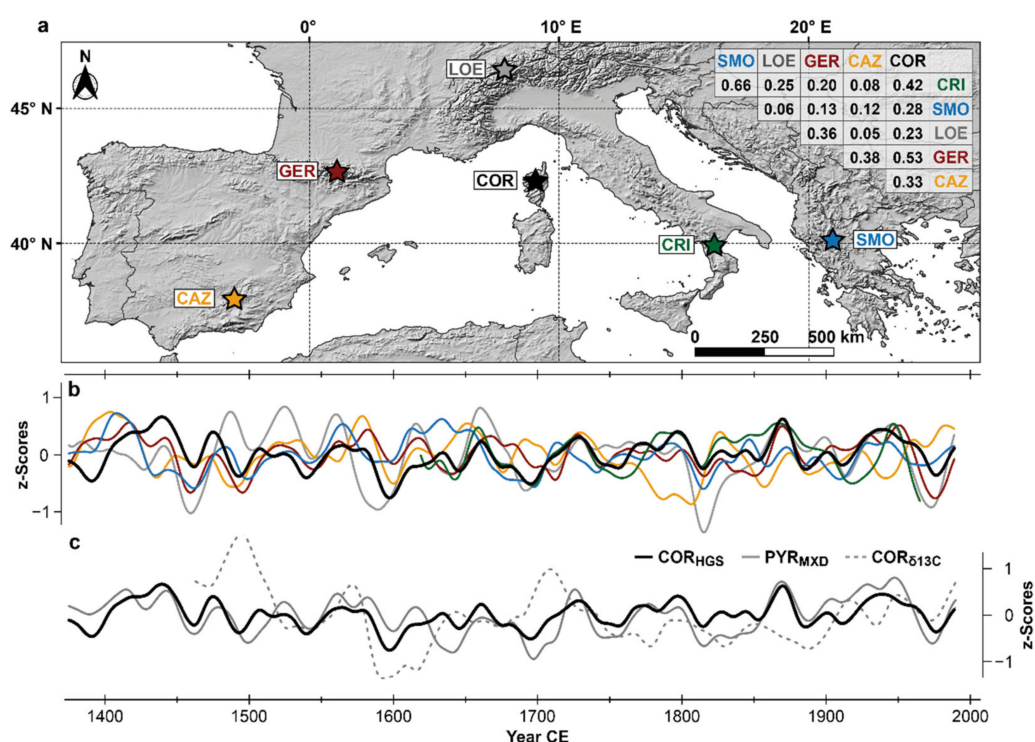 a
0° 10° E 20° E
N
45° N
40° N
LOE
GER
COR
CRI
SMO
CAZ
SMO LOE GER CAZ COR
0.66 0.25 0.20 0.08 0.42 CRI
0.06 0.13 0.12 0.28 SMO
0.36 0.05 0.23 LOE
0.38 0.53 GER
0.33 CAZ
0 250 500 km
b
1
0
−1
z-Scores
c
CORHGS PYRMXD CORδ13C
1
0
−1
z-Scores
1400 1500 1600 1700 1800 1900 2000
Year CE